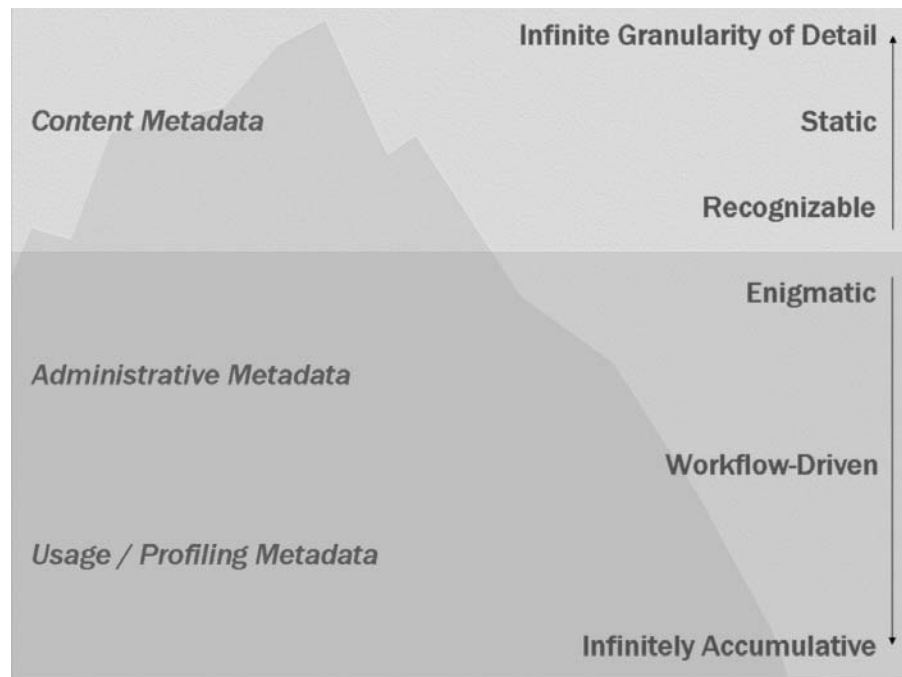 Infinite Granularity of Detail
Content Metadata
Static
Recognizable
Enigmatic
Administrative Metadata
Workflow-Driven
Usage / Profiling Metadata
Infinitely Accumulative